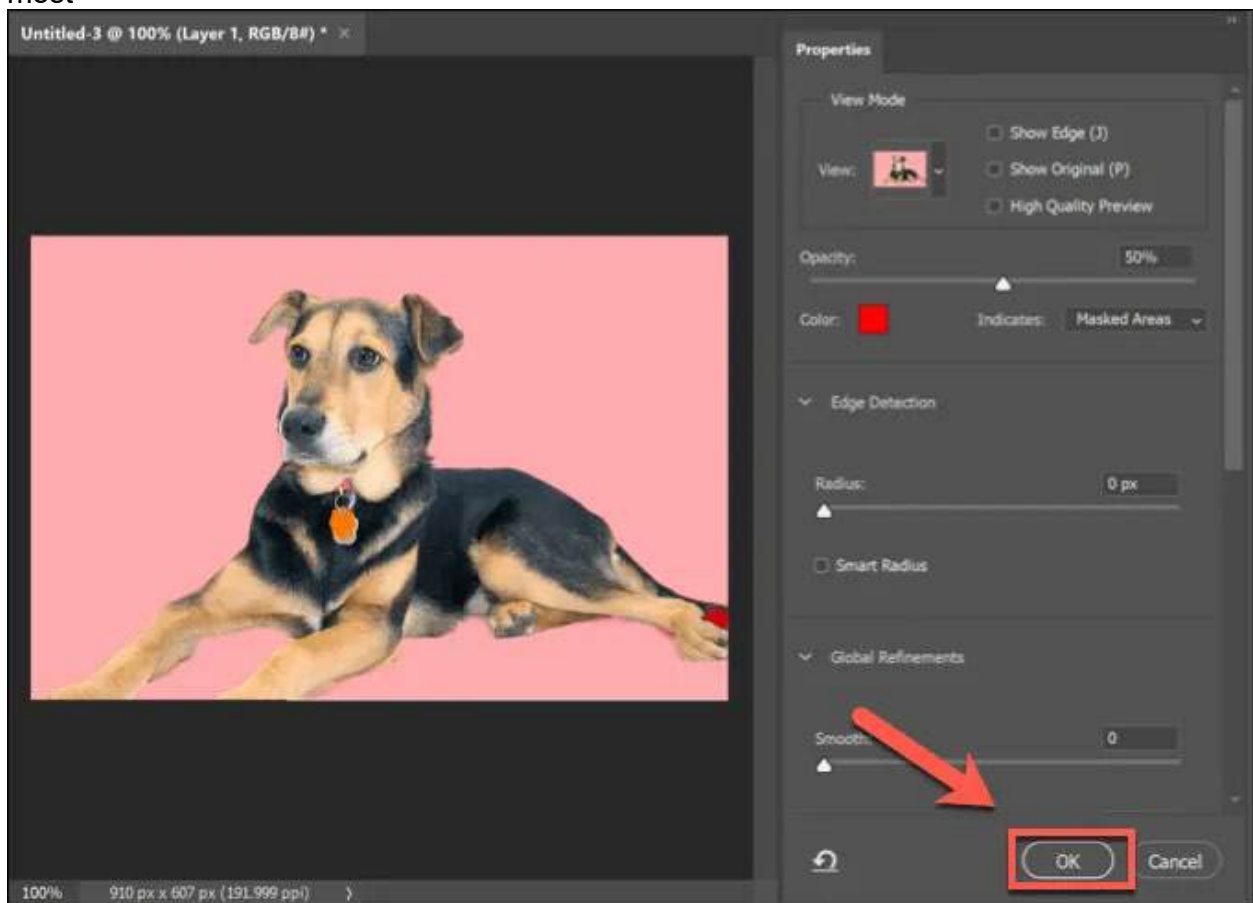 most
Untitled-3 @ 100% (Layer 1, RGB/8#) * ×
Properties
View Mode
Show Edge (J)
View:
Show Original (P)
High Quality Preview
Opacity: 50%
Color: Indicates: Masked Areas
Edge Detection
Radius: 0 px
Smart Radius
Global Refinements
Smooth: 0
OK Cancel
100% 910 px x 607 px (191.999 ppi) >